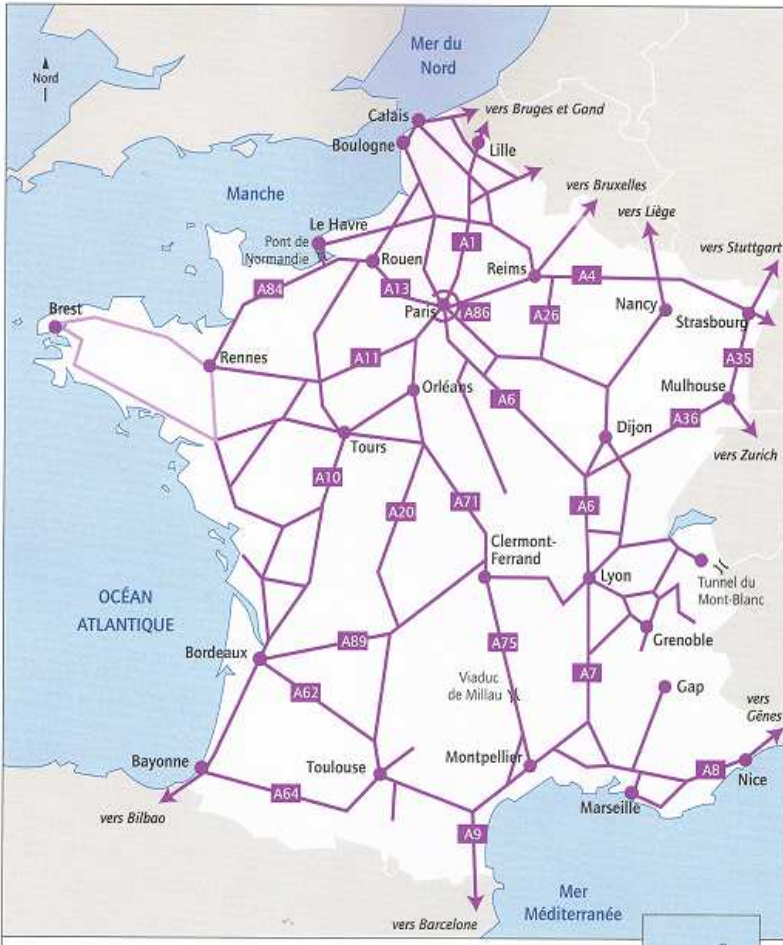 Mer du
Nord
Nord
Calais
vers Bruges et Gand
Boulogne
Lille
Manche
vers Bruxelles
vers Liège
Le Havre
Pont de
Normandie
Rouen
A1
vers Stuttgart
Reims
A4
A84
A13
Paris
A86
A26
Nancy
Strasbourg
Brest
Rennes
A11
A35
Orléans
Mulhouse
A6
A36
Dijon
vers Zurich
Tours
A10
A20
A71
A6
Clermont-
Ferrand
Lyon
Tunnel du
Mont-Blanc
OCÉAN
ATLANTIQUE
A89
A75
Grenoble
Bordeaux
A7
A62
Viaduc
de Millau
Gap
vers
Gênes
Bayonne
Toulouse
Montpellier
A8
Nice
A64
Marseille
vers Bilbao
A9
Mer
Méditerranée
vers Barcelone